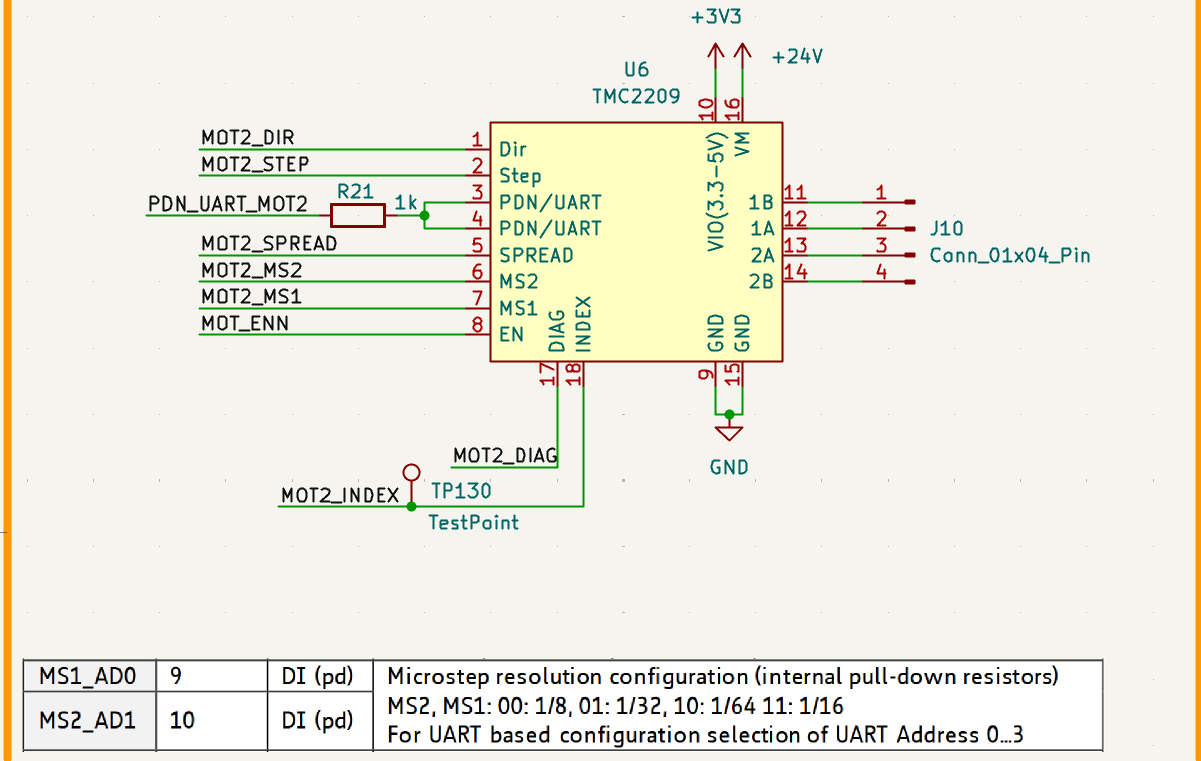 +3V3
+24V
U6
TMC2209
10
16
MOT2_DIR
1
Dir
VIO(3.3-5V)
VM
MOT2_STEP
2
Step
PDN_UART_MOT2
R21
1k
3
PDN/UART
4
PDN/UART
1B
11
1
1A
12
2
J10
MOT2_SPREAD
5
SPREAD
2A
13
3
Conn_01x04_Pin
MOT2_MS2
6
MS2
2B
14
4
MOT2_MS1
7
MS1
MOT_ENN
8
EN
DIAG
INDEX
GND
GND
17
18
9
15
MOT2_DIAG
GND
MOT2_INDEX
TP130
TestPoint
MS1_AD0 9 DI (pd) Microstep resolution configuration (internal pull-down resistors)
MS2, MS1: 00: 1/8, 01: 1/32, 10: 1/64 11: 1/16
MS2_AD1 10 DI (pd)
For UART based configuration selection of UART Address 0...3